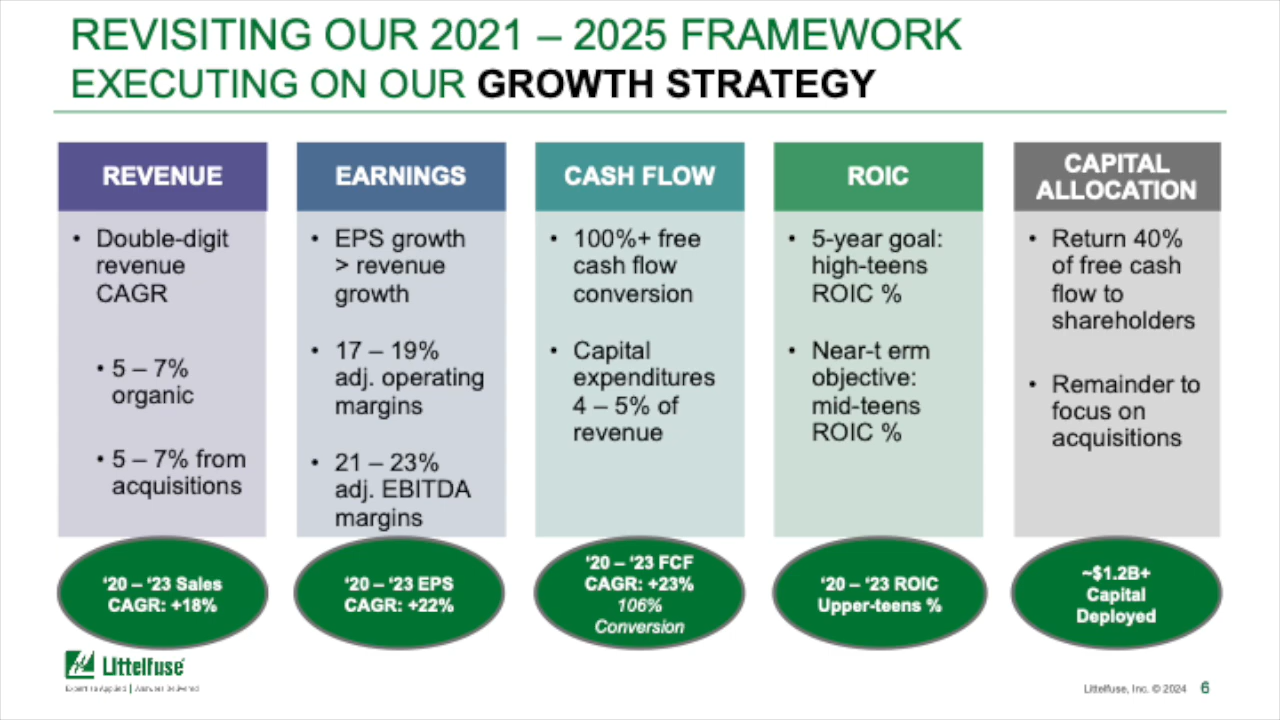 REVISITING OUR 2021 – 2025 FRAMEWORK
EXECUTING ON OUR GROWTH STRATEGY
REVENUE
• Double-digit
revenue
CAGR
• 5 – 7%
organic
• 5 – 7% from
acquisitions
‘20 – ‘23 Sales
CAGR: +18%
EARNINGS
• EPS growth
> revenue
growth
• 17 – 19%
adj. operating
margins
• 21 – 23%
adj. EBITDA
margins
‘20 – ‘23 EPS
CAGR: +22%
CASH FLOW
• 100%+ free
cash flow
conversion
• Capital
expenditures
4 – 5% of
revenue
‘20 – ‘23 FCF
CAGR: +23%
106%
Conversion
ROIC
• 5-year goal:
high-teens
ROIC %
• Near-t erm
objective:
mid-teens
ROIC %
‘20 – ‘23 ROIC
Upper-teens %
CAPITAL
ALLOCATION
• Return 40%
of free cash
flow to
shareholders
• Remainder to
focus on
acquisitions
~$1.2B+
Capital
Deployed
Littelfuse
Littelfuse, Inc. © 2024 6